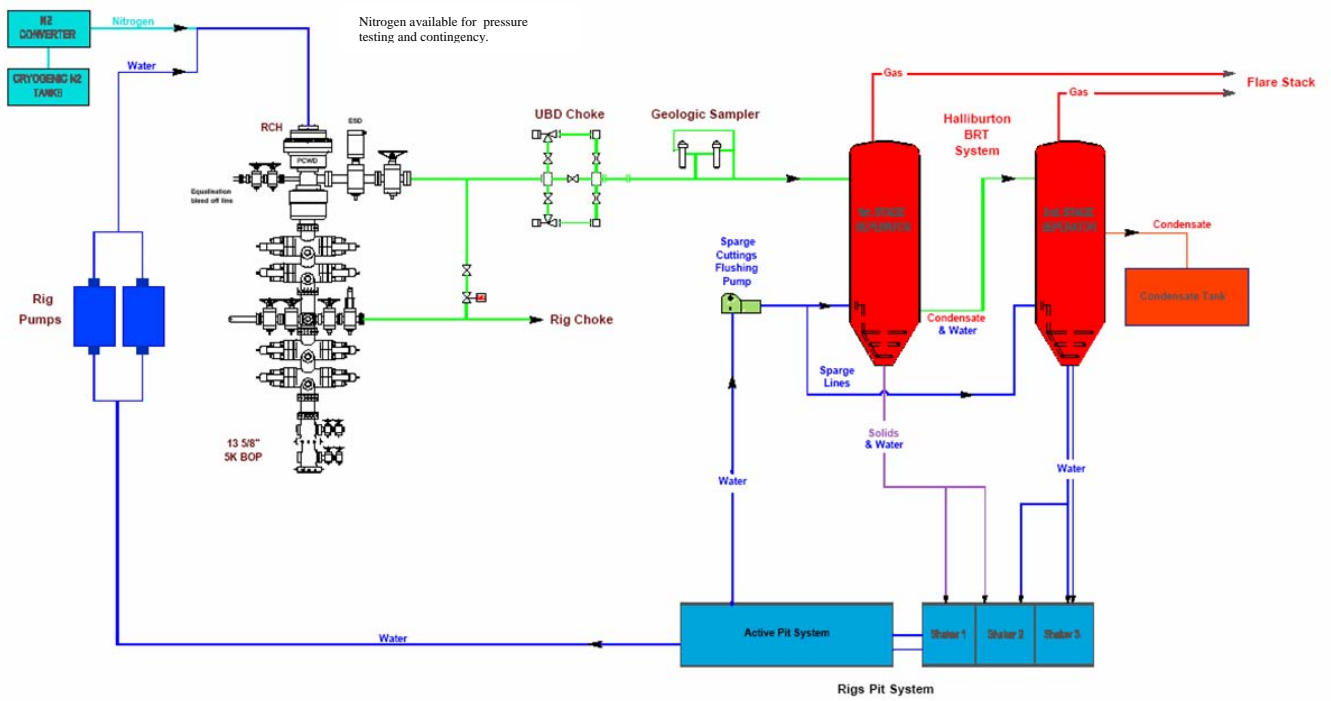 N2
CONVERTER
Nitrogen
CRYOGENIC N2
TANKS
Water
Nitrogen available for pressure
testing and contingency.
RCH
ESD
PCWD
Equalisation
bleed off line
UBD Choke
Geologic Sampler
Gas
Gas
Flare Stack
Halliburton
BRT
System
Sparge
Cuttings
Flushing
Pump
Condensate
Condensate Tank
Rig
Pumps
Rig Choke
Condensate
& Water
Sparge
Lines
13 5/8"
5K BOP
Solids
& Water
Water
Water
Water
Active Pit System
Shaker 1
Shaker 2
Shaker 3
Rigs Pit System